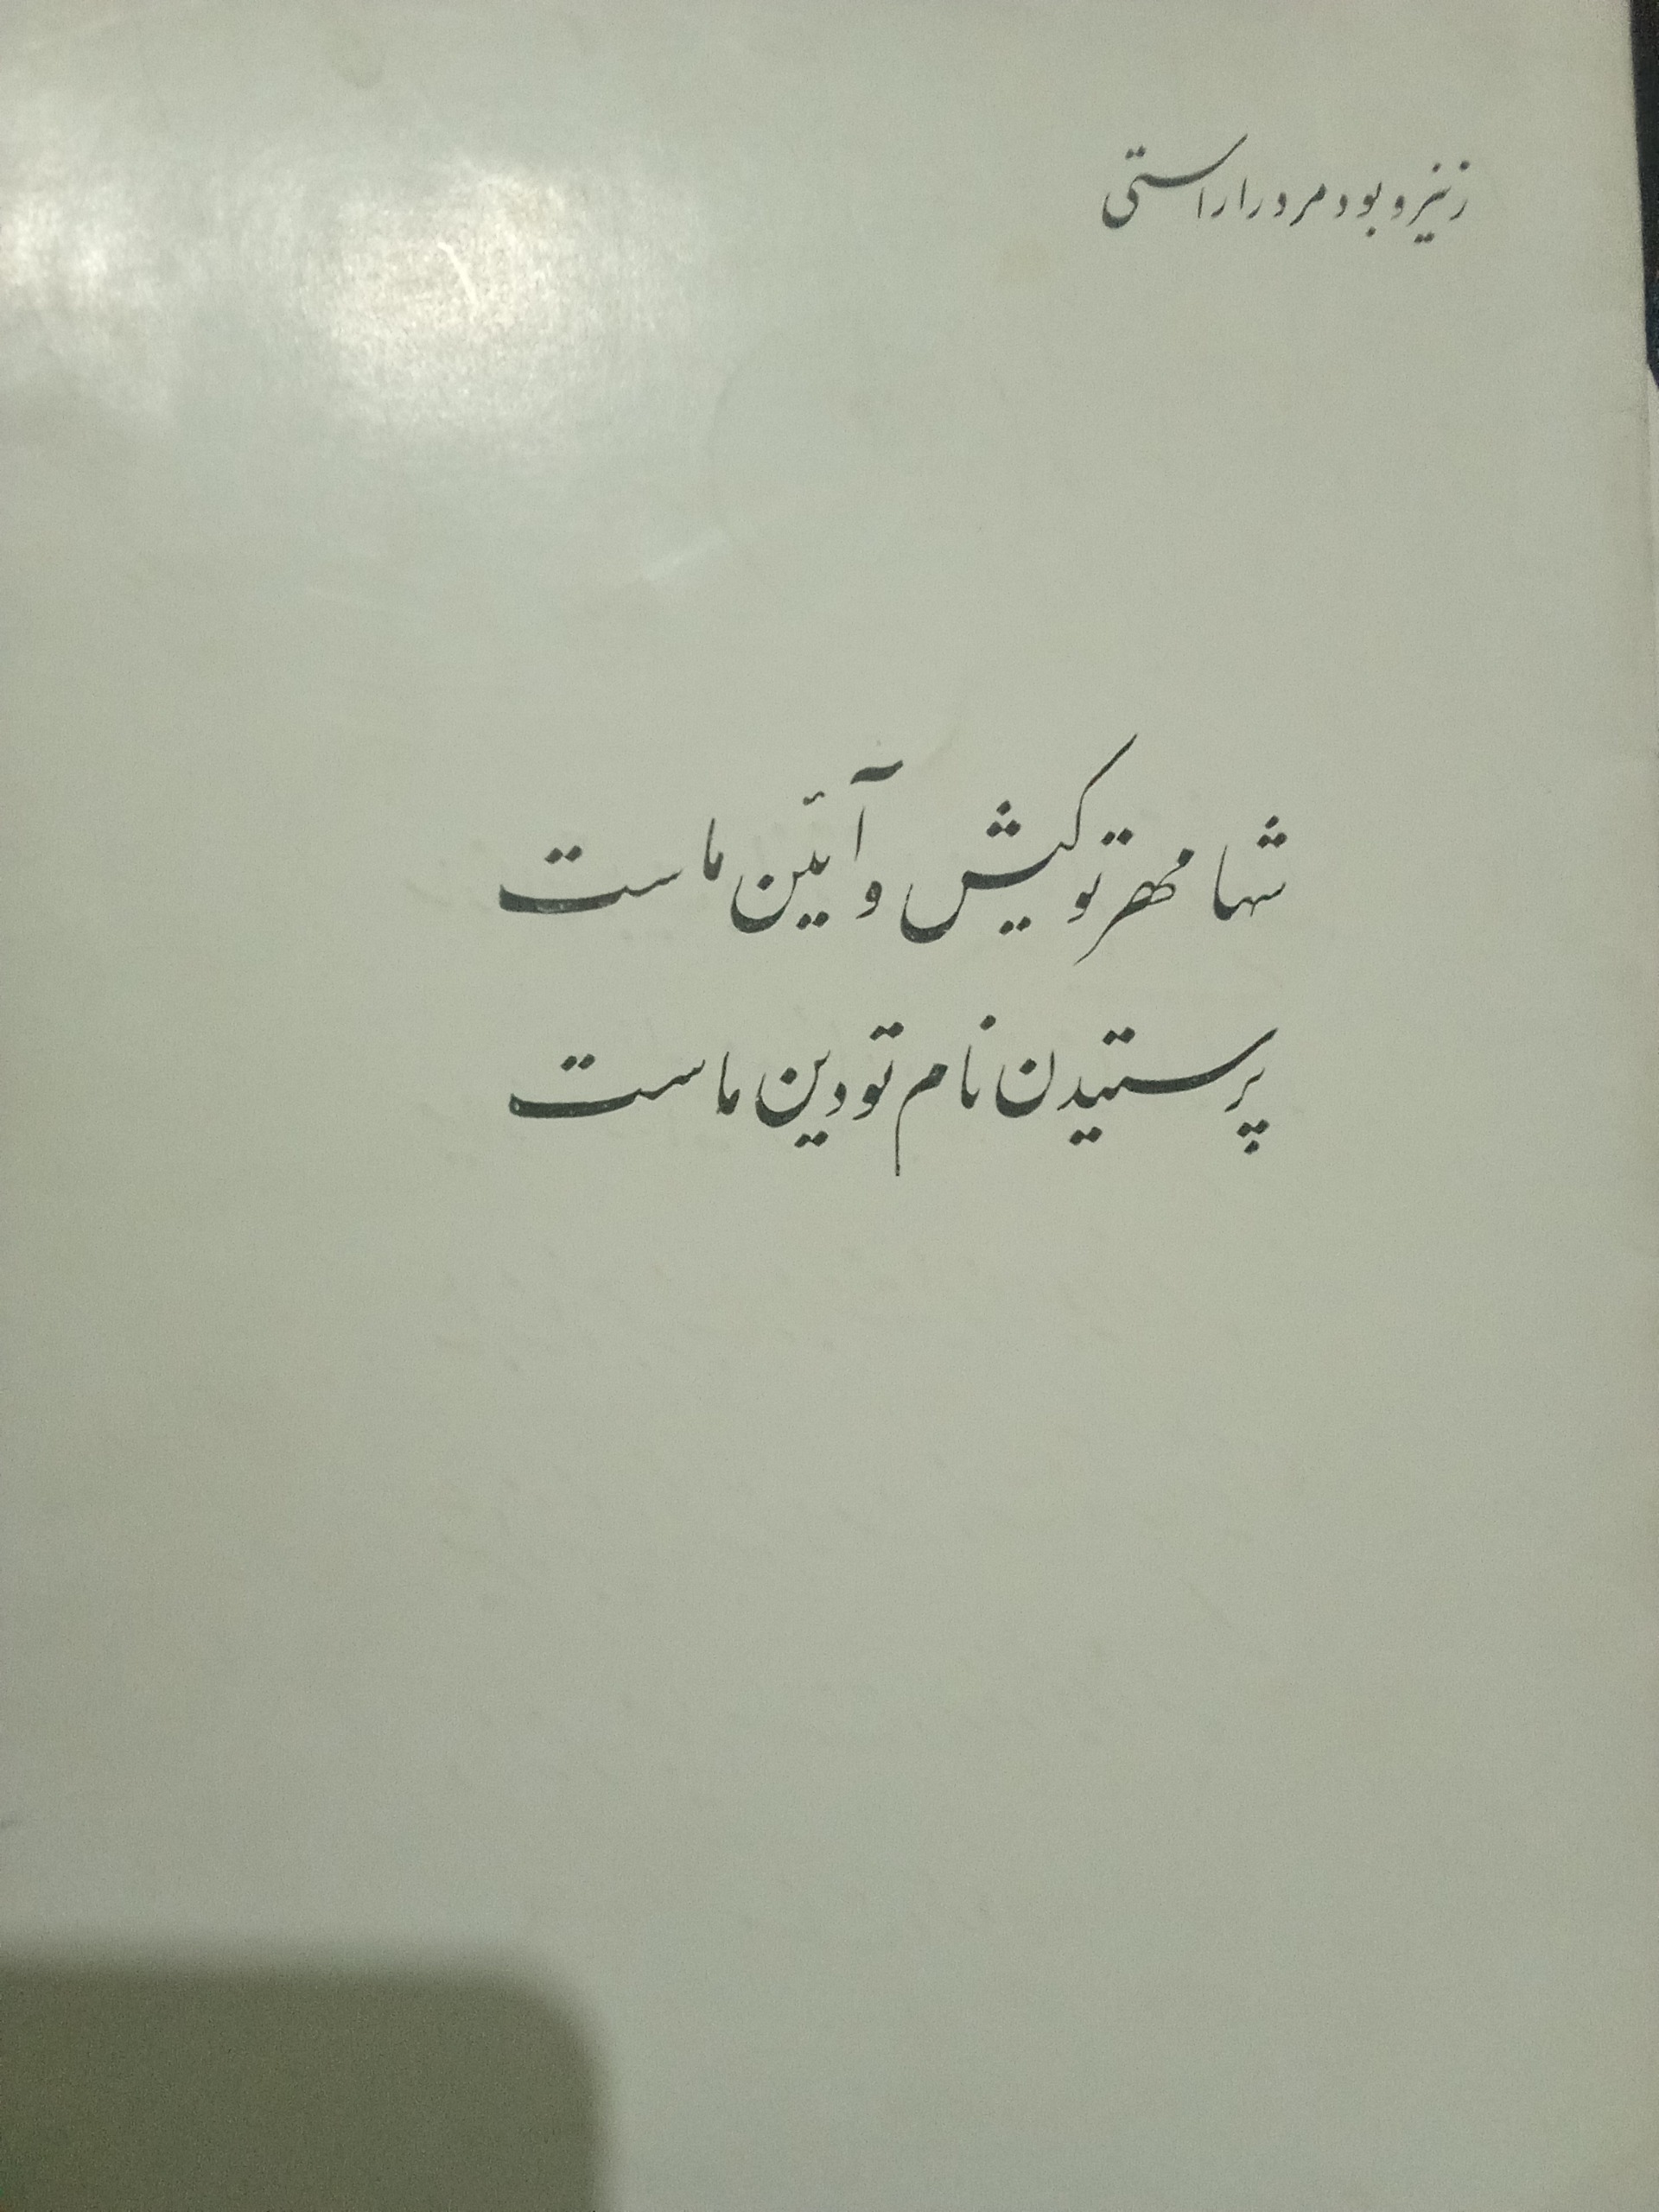 ز نیرو بود مرد را راستی
شها مهر تو کیش و آئین ماست
پرستیدن نام تو دین ماست